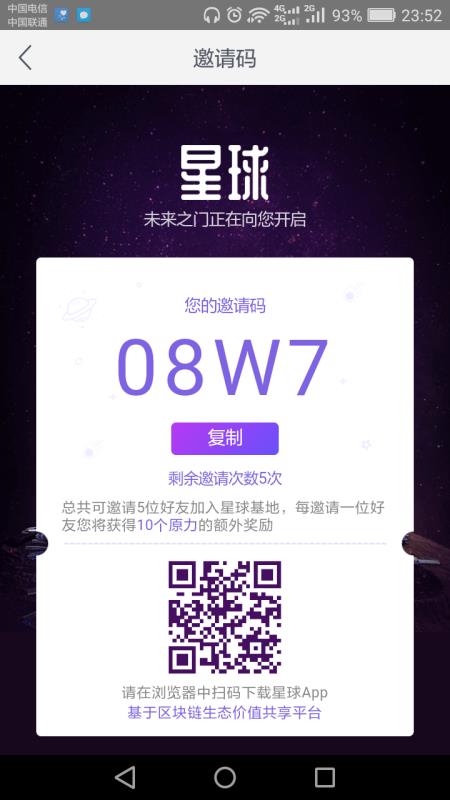 中国电信
中国联通
4G
2G
2G
93%
23:52
邀请码
星球
未来之门正在向您开启
您的邀请码
08W7
复制
剩余邀请次数5次
总共可邀请5位好友加入星球基地，每邀请一位好
友您将获得10个原力的额外奖励
请在浏览器中扫码下载星球App
基于区块链生态价值共享平台